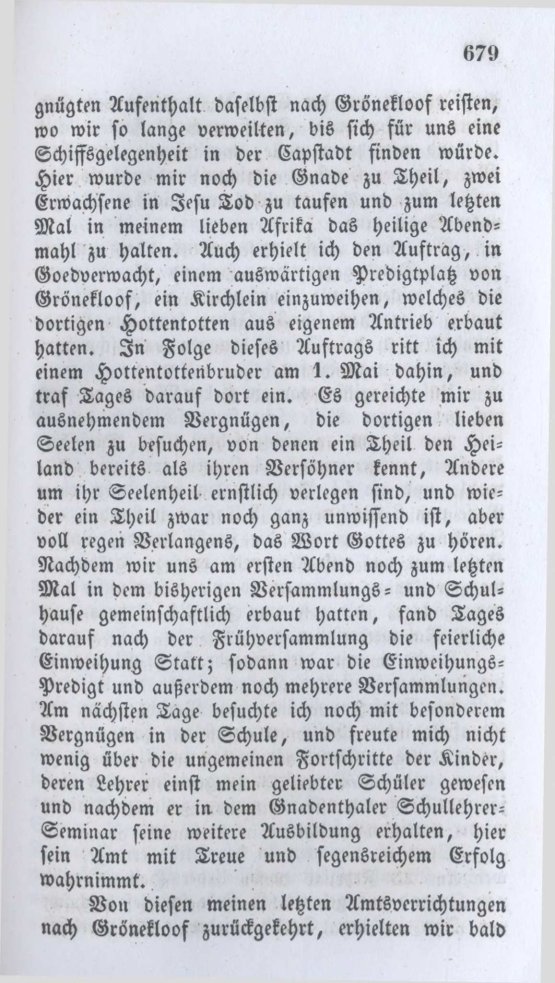 679
gnügten Aufenthalt daselbst nach Grönekloof reisten,
wo wir so lange verweilten, bis sich für uns eine
Schiffsgelegenheit in der Capstadt finden würde.
Hier wurde mir noch die Gnade zu Theil, zwei
Erwachsene in Jesu Tod zu taufen und zum letzten
Mal in meinem lieben Afrika das heilige Abend-
mahl zu halten. Auch erhielt ich den Auftrag, in
Goedverwacht, einem auswärtigen Predigtplatz von
Grönekloof, ein Kirchlein einzuweihen, welches die
dortigen Hottentotten aus eigenem Antrieb erbaut
hatten. In Folge dieses Auftrags ritt ich mit
einem Hottentottenbruder am 1. Mai dahin, und
traf Tages darauf dort ein. Es gereichte mir zu
ausnehmendem Vergnügen, die dortigen lieben
Seelen zu besuchen, von denen ein Theil den Hei-
land bereits als ihren Versöhner kennt, Andere
um ihr Seelenheil ernstlich verlegen sind, und wie-
der ein Theil zwar noch ganz unwissend ist, aber
voll regen Verlangens, das Wort Gottes zu hören.
Nachdem wir uns am ersten Abend noch zum letzten
Mal in dem bisherigen Versammlungs- und Schul-
hause gemeinschaftlich erbaut hatten, fand Tages
darauf nach der Frühversammlung die feierliche
Einweihung Statt; sodann war die Einweihungs-
Predigt und außerdem noch mehrere Versammlungen.
Am nächsten Tage besuchte ich noch mit besonderem
Vergnügen in der Schule, und freute mich nicht
wenig über die ungemeinen Fortschritte der Kinder,
deren Lehrer einst mein geliebter Schüler gewesen
und nachdem er in dem Gnadenthaler Schullehrer-
Seminar seine weitere Ausbildung erhalten, hier
sein Amt mit Treue und segensreichem Erfolg
wahrnimmt.
Von diesen meinen letzten Amtsverrichtungen
nach Grönekloof zurückgekehrt, erhielten wir bald